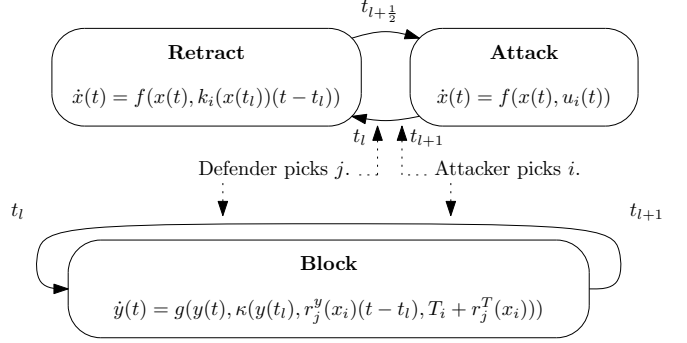 t_{l+\frac{1}{2}}
Retract Attack
ẋ(t) = f(x(t), k_i(x(t_l))(t − t_l)) ẋ(t) = f(x(t), u_i(t))
t_l t_{l+1}
Defender picks j. Attacker picks i.
t_l t_{l+1}
Block
ẏ(t) = g(y(t), κ(y(t_l), r_j^y(x_i)(t − t_l), T_i + r_j^T(x_i)))